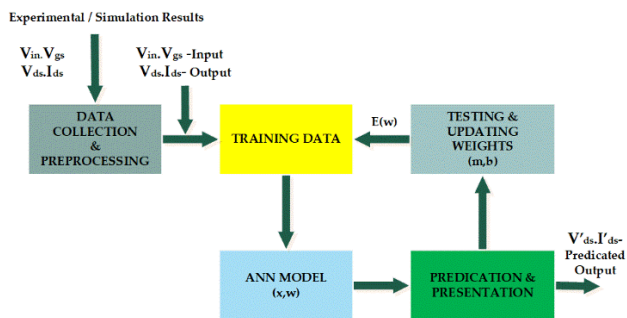 Experimental / Simulation Results
Vin.Vgs
Vds.Ids
Vin.Vgs -Input
Vds.Ids- Output
DATA
COLLECTION
&
PREPROCESSING
TRAINING DATA
E(w)
TESTING &
UPDATING
WEIGHTS
(m,b)
ANN MODEL
(x,w)
PREDICATION &
PRESENTATION
V'ds.I'ds-
Predicated
Output